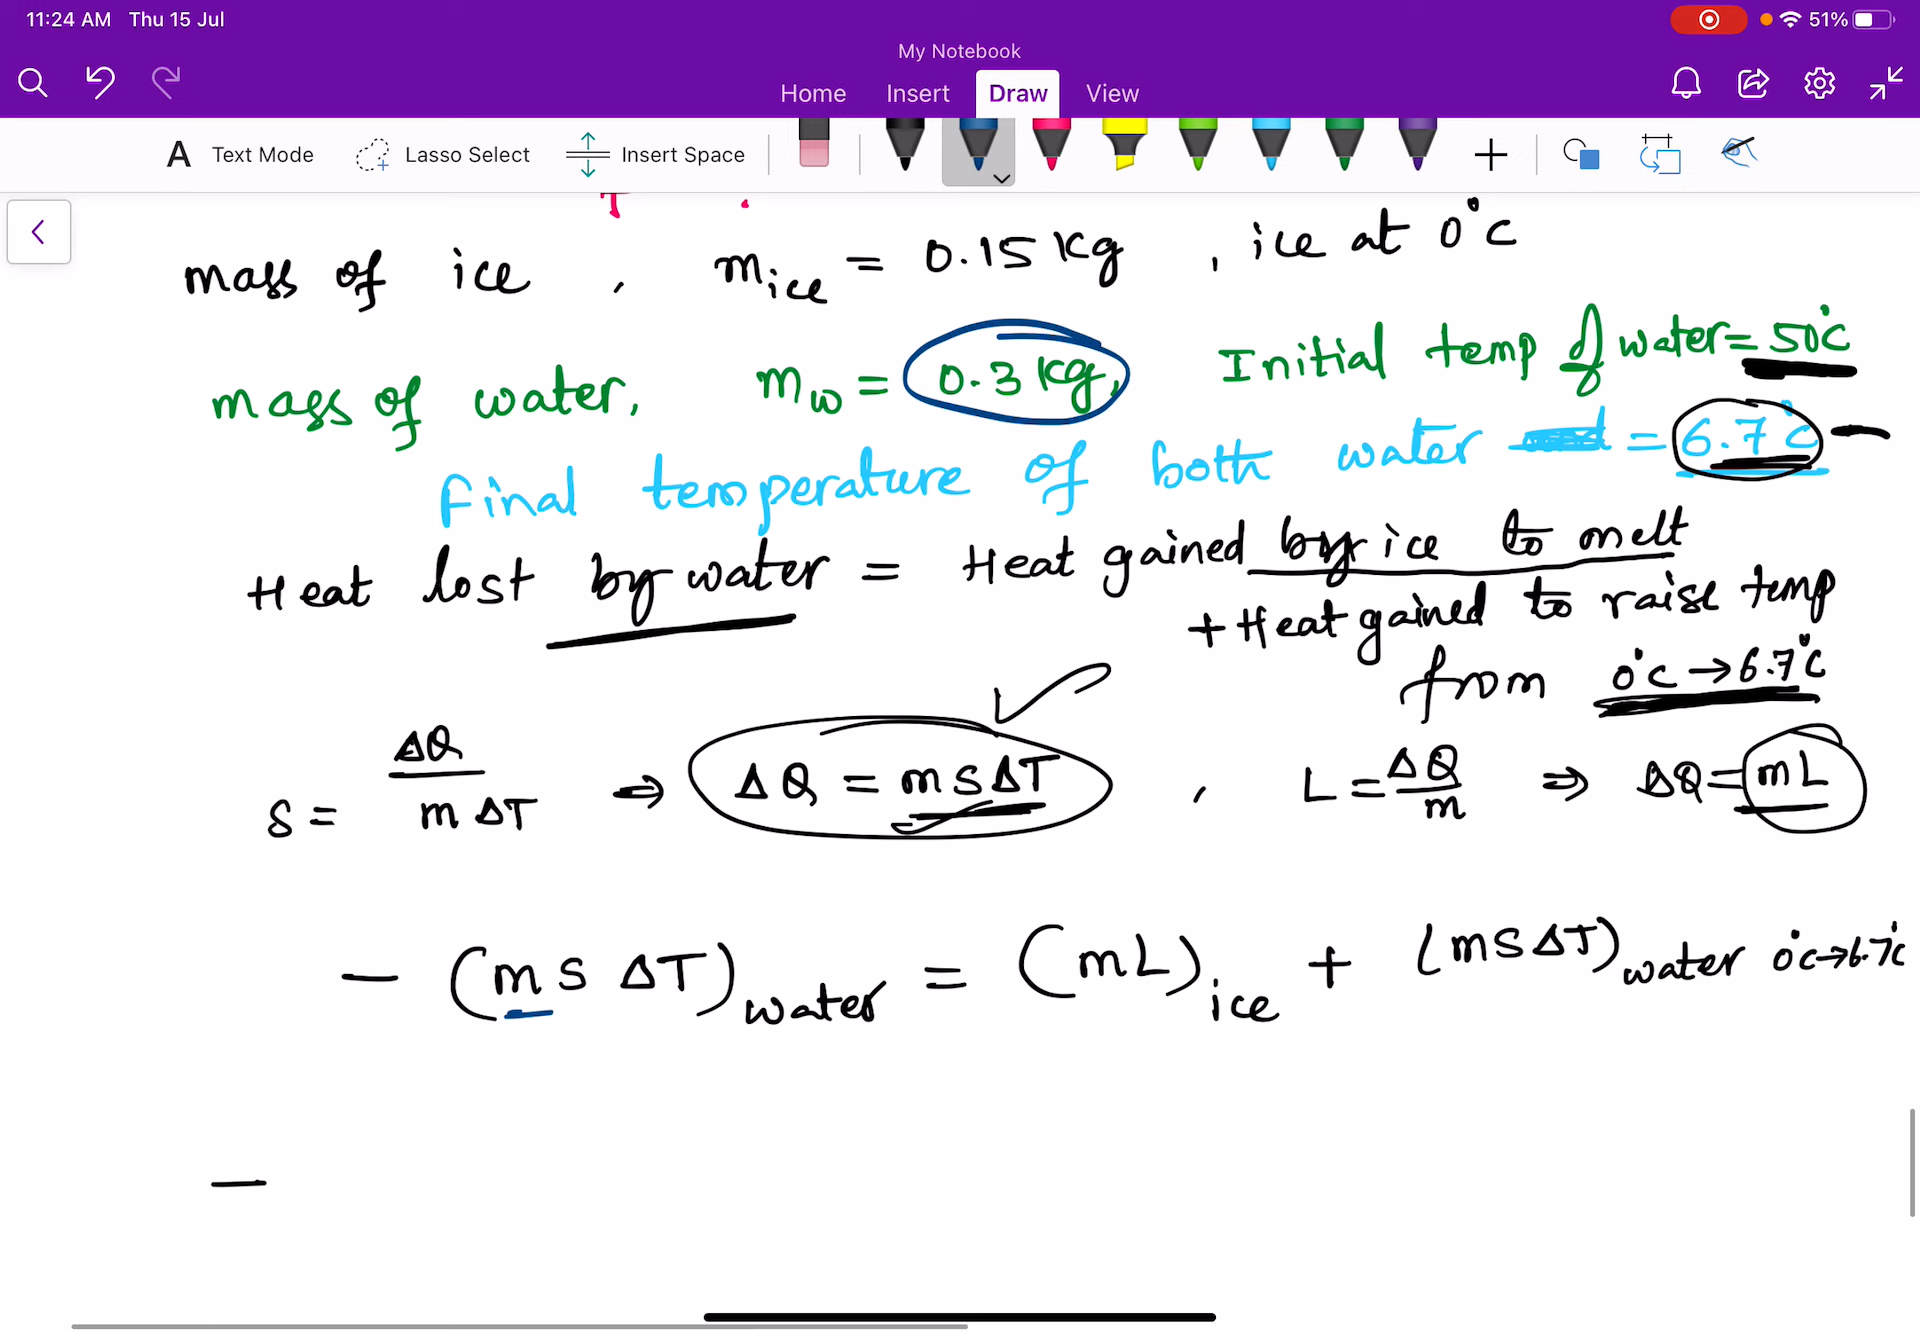 11:24 AM Thu 15 Jul 51%
My Notebook
Home Insert Draw View
A Text Mode Lasso Select Insert Space
mass of ice , mice = 0.15 Kg , ice at 0°C
mass of water, mw = 0.3 Kg, Initial temp of water = 50°C
Final temperature of both water = 6.7°C
Heat lost by water = Heat gained by ice to melt
+ Heat gained to raise temp
from 0°C → 6.7°C
S = ΔQ / m ΔT ⇒ ΔQ = m S ΔT , L = ΔQ / m ⇒ ΔQ = mL
- (m S ΔT)water = (mL)ice + (m S ΔT)water 0°C→6.7°C
-